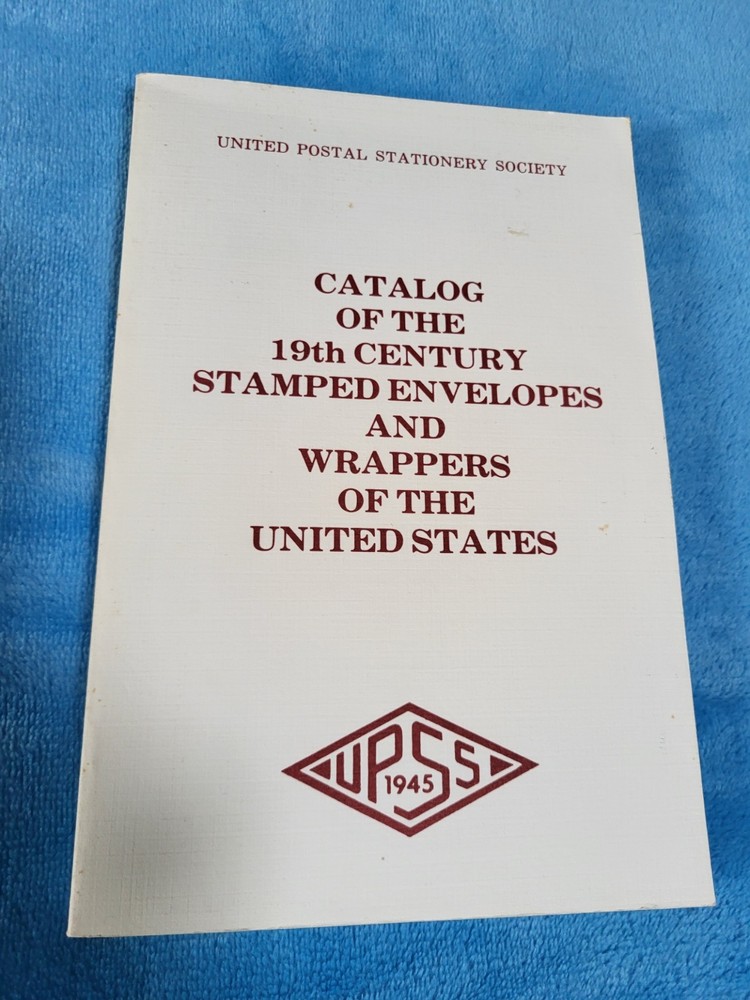 UNITED POSTAL STATIONERY SOCIETY
CATALOG
OF THE
19th CENTURY
STAMPED ENVELOPES
AND
WRAPPERS
OF THE
UNITED STATES
UPSS
1945